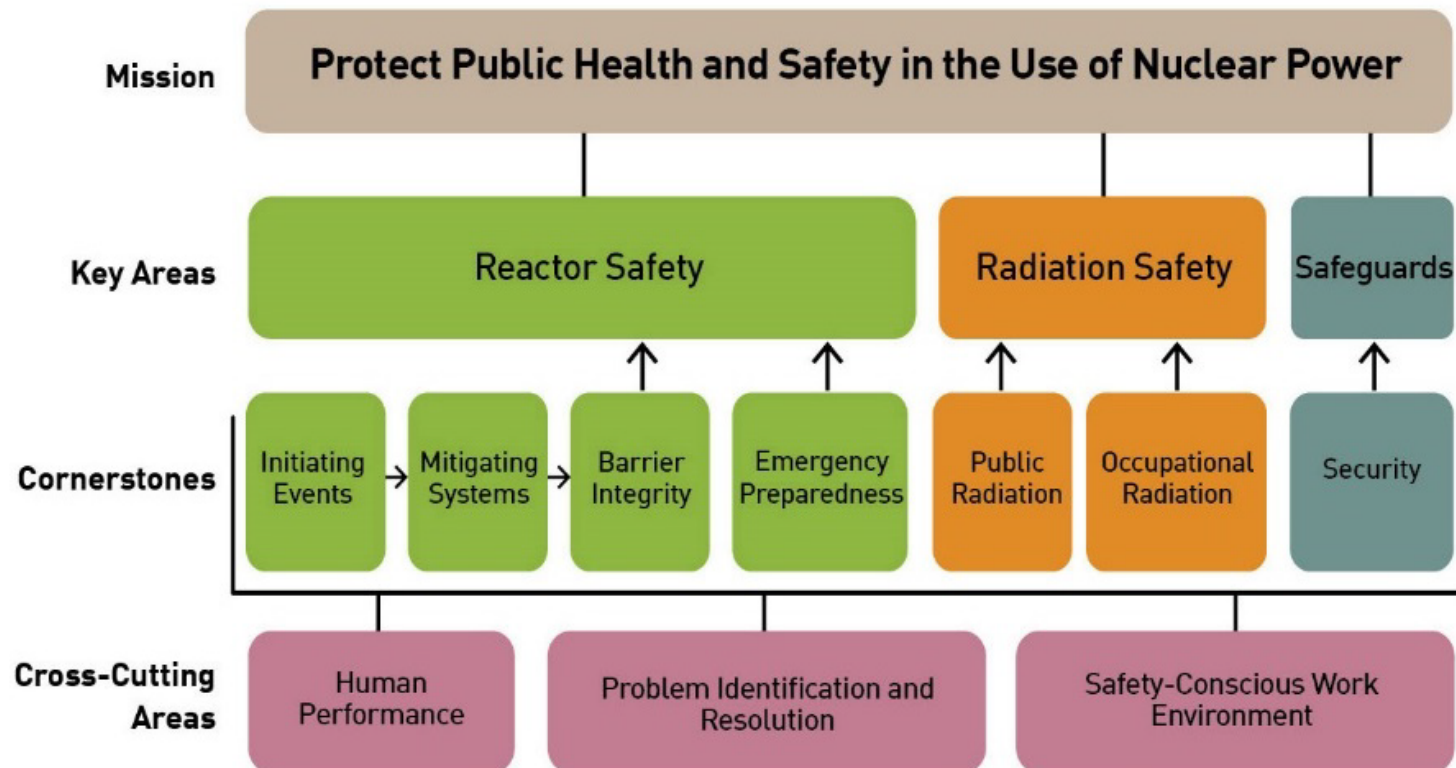 Mission
Protect Public Health and Safety in the Use of Nuclear Power
Key Areas
Reactor Safety
Radiation Safety
Safeguards
Cornerstones
Initiating
Events
Mitigating
Systems
Barrier
Integrity
Emergency
Preparedness
Public
Radiation
Occupational
Radiation
Security
Cross-Cutting
Areas
Human
Performance
Problem Identification and
Resolution
Safety-Conscious Work
Environment